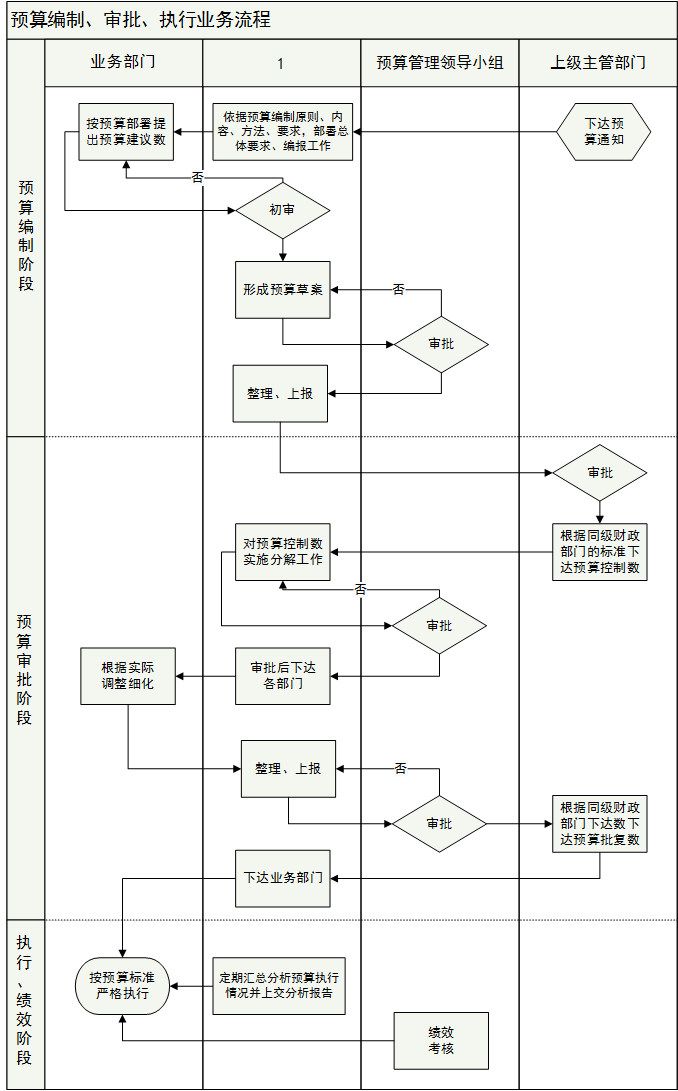 预算编制、审批、执行业务流程
业务部门
1
预算管理领导小组
上级主管部门
预算编制阶段
按预算部署提
出预算建议数
依据预算编制原则、内
容、方法、要求，部署总
体要求、编报工作
下达预
算通知
否
初审
形成预算草案
否
审批
整理、上报
预算审批阶段
审批
对预算控制数
实施分解工作
根据同级财政
部门的标准下
达预算控制数
否
审批
根据实际
调整细化
审批后下达
各部门
整理、上报
否
审批
根据同级财政
部门下达数下
达预算批复数
下达业务部门
执行、绩效阶段
按预算标准
严格执行
定期汇总分析预算执行
情况并上交分析报告
绩效
考核